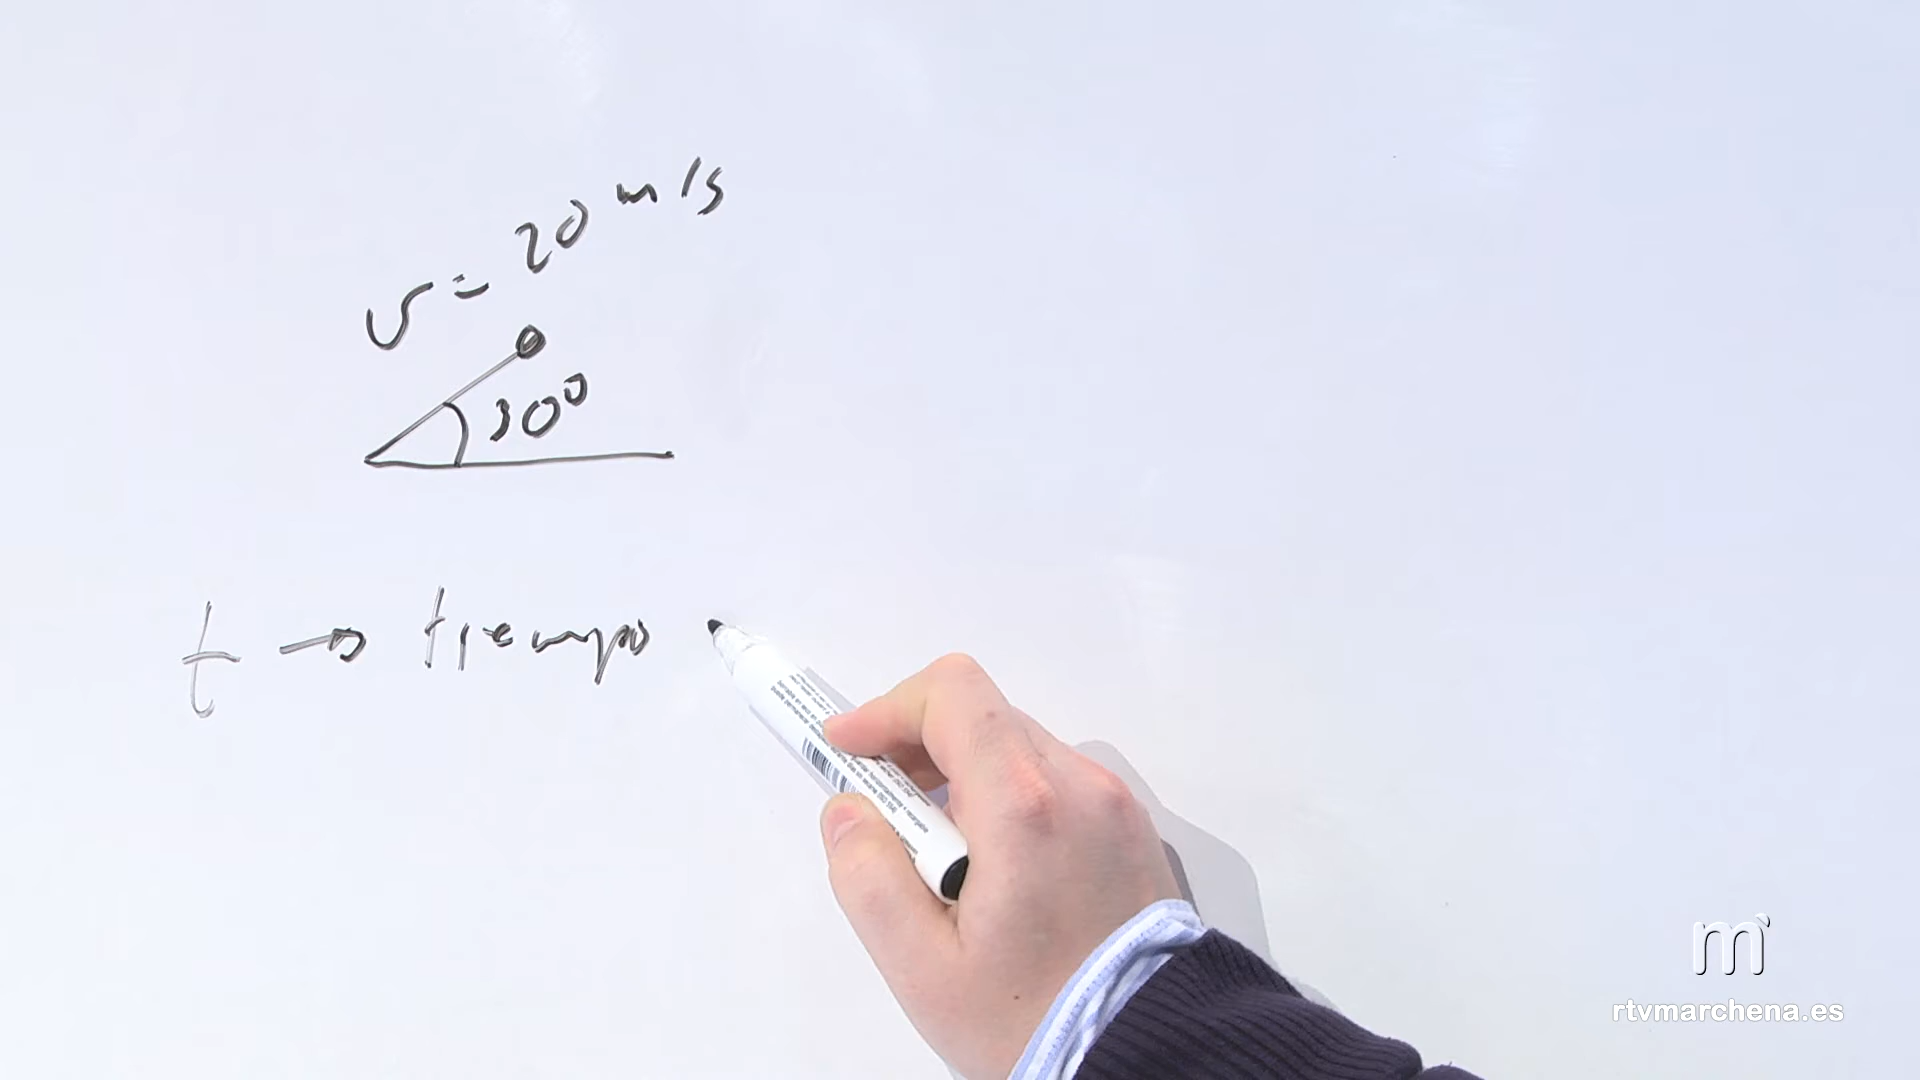 v = 20 m/s
30º
t → tiempo
m
rtvmarchena.es